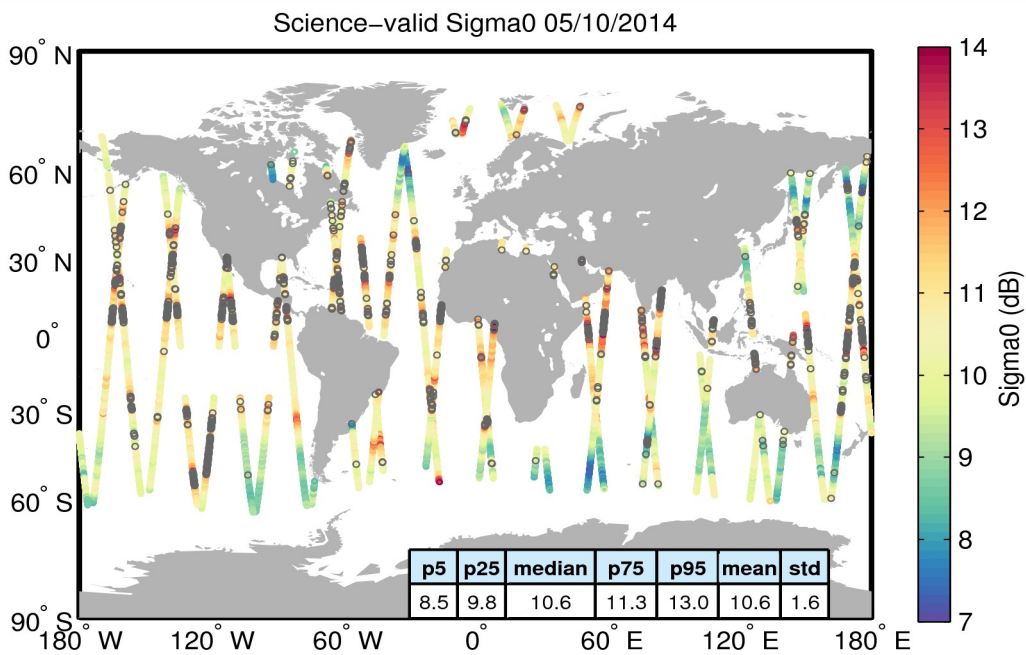 Science−valid Sigma0 05/10/2014
90° N
60° N
30° N
0°
30° S
60° S
90° S
180° W
120° W
60° W
0°
60° E
120° E
180° E
p5 p25 median p75 p95 mean std
8.5 9.8 10.6 11.3 13.0 10.6 1.6
14
13
12
11
10
9
8
7
Sigma0 (dB)